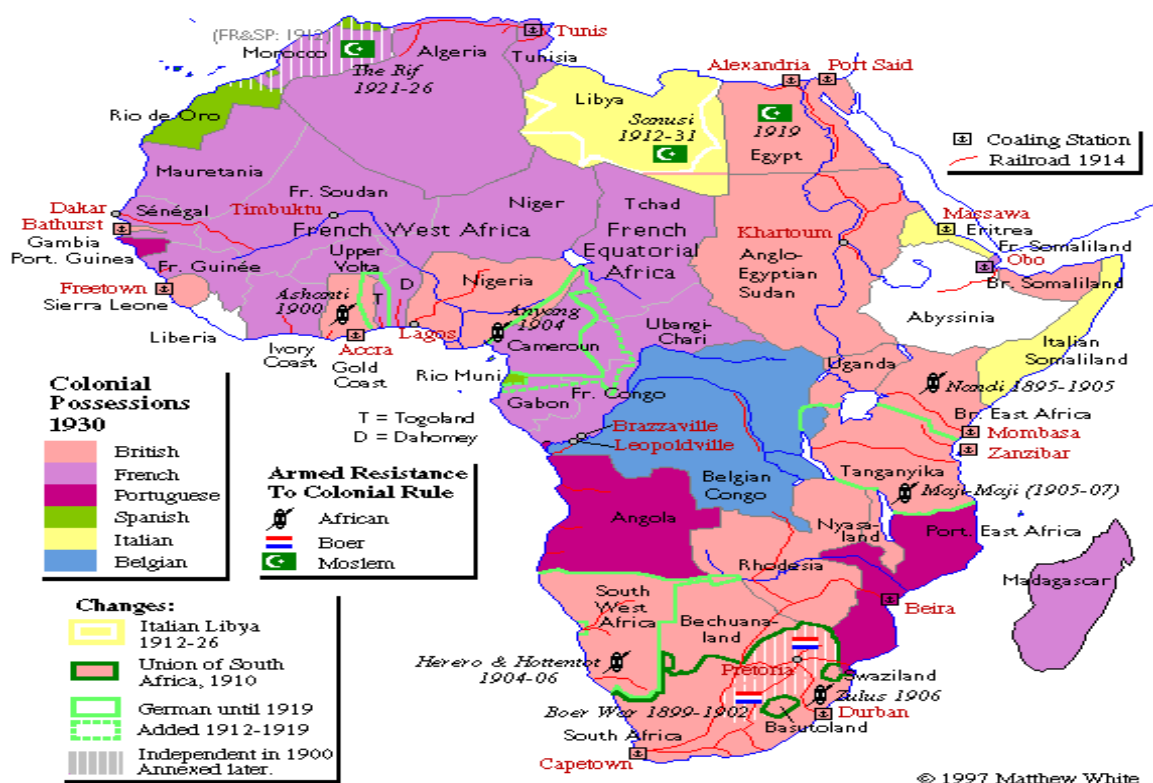 (FR&SP: 1912)
Morocco
The Rif
1921-26
Algeria
Tunis
Tunisia
Alexandria
Port Said
Rio de Oro
Libya
Sanusi
1912-31
1919
Egypt
Coaling Station
Railroad 1914
Mauretania
Fr. Soudan
Niger
Tchad
Dakar
Sénégal
Timbuktu
Bathurst
Gambia
Port. Guinea
French West Africa
French
Equatorial
Africa
Khartoum
Massawa
Eritrea
Fr. Somaliland
Obo
Br. Somaliland
Fr. Guinée
Upper
Volta
Nigeria
Anglo-
Egyptian
Sudan
Freetown
Sierra Leone
Ashanti
1900
T
D
Anyang
1904
Abyssinia
Liberia
Lagos
Cameroun
Ubangi-
Chari
Italian
Somaliland
Ivory
Coast
Accra
Gold
Coast
Rio Muni
Uganda
Nandi 1895-1905
Gabon
Fr. Congo
Br. East Africa
T = Togoland
D = Dahomey
Brazzaville
Leopoldville
Mombasa
Zanzibar
Belgian
Congo
Tanganyika
Maji-Maji (1905-07)
Angola
Nyasa-
land
Port. East Africa
Rhodesia
Madagascar
South
West
Africa
Bechuana-
land
Beira
Herero & Hottentot
1904-06
Pretoria
Swaziland
Zulus 1906
Boer War 1899-1902
Durban
Basutoland
South Africa
Capetown
Colonial
Possessions
1930
British
French
Portuguese
Spanish
Italian
Belgian
Armed Resistance
To Colonial Rule
African
Boer
Moslem
Changes:
Italian Libya
1912-26
Union of South
Africa, 1910
German until 1919
Added 1912-1919
Independent in 1900
Annexed later.
© 1997 Matthew White